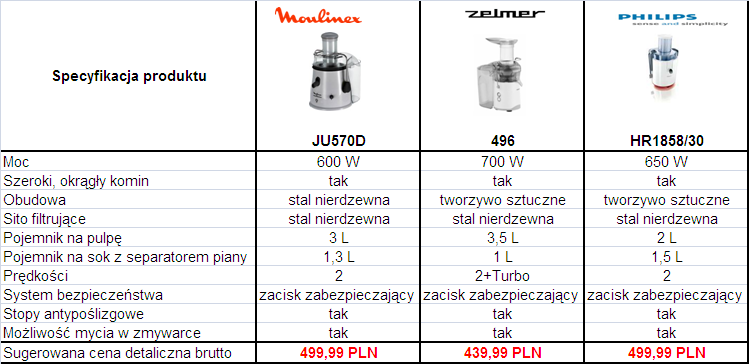 Moulinex zelmer PHILIPS
sense and simplicity
Specyfikacja produktu
JU570D 496 HR1858/30
Moc 600 W 700 W 650 W
Szeroki, okrągły komin tak tak tak
Obudowa stal nierdzewna tworzywo sztuczne tworzywo sztuczne
Sito filtrujące stal nierdzewna stal nierdzewna stal nierdzewna
Pojemnik na pulpę 3 L 3,5 L 2 L
Pojemnik na sok z separatorem piany 1,3 L 1 L 1,5 L
Prędkości 2 2+Turbo 2
System bezpieczeństwa zacisk zabezpieczający zacisk zabezpieczający zacisk zabezpieczający
Stopy antypoślizgowe tak tak tak
Możliwość mycia w zmywarce tak tak tak
Sugerowana cena detaliczna brutto 499,99 PLN 439,99 PLN 499,99 PLN